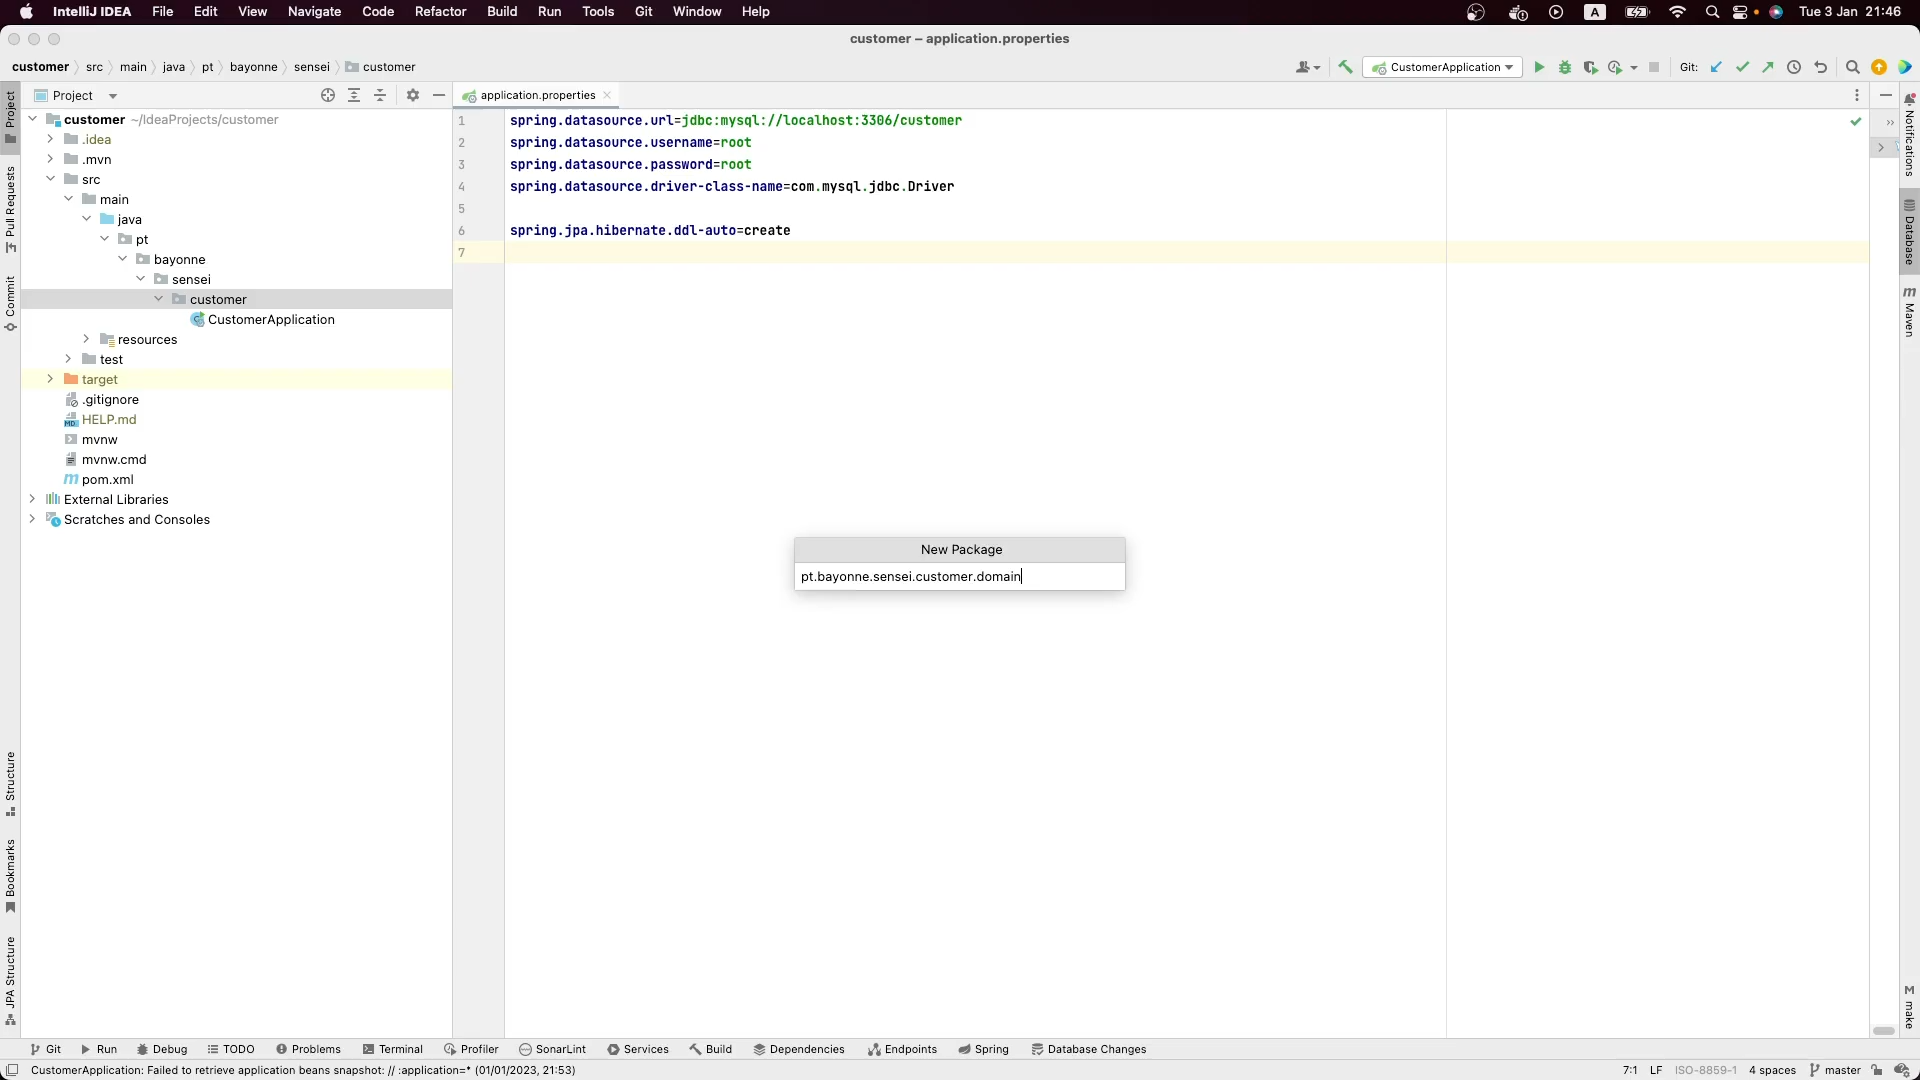 IntelliJ IDEA File Edit View Navigate Code Refactor Build Run Tools Git Window Help A Tue 3 Jan 21:46
customer – application.properties
customer src main java pt bayonne sensei customer CustomerApplication Git:
Project
application.properties
customer ~/IdeaProjects/customer
.idea
.mvn
src
main
java
pt
bayonne
sensei
customer
CustomerApplication
resources
test
target
.gitignore
HELP.md
mvnw
mvnw.cmd
pom.xml
External Libraries
Scratches and Consoles
1 spring.datasource.url=jdbc:mysql://localhost:3306/customer
2 spring.datasource.username=root
3 spring.datasource.password=root
4 spring.datasource.driver-class-name=com.mysql.jdbc.Driver
5
6 spring.jpa.hibernate.ddl-auto=create
7
New Package
pt.bayonne.sensei.customer.domain
Project
Pull Requests
Commit
Structure
Bookmarks
JPA Structure
Notifications
Database
Maven
make
Git Run Debug TODO Problems Terminal Profiler SonarLint Services Build Dependencies Endpoints Spring Database Changes
CustomerApplication: Failed to retrieve application beans snapshot: // :application=* (01/01/2023, 21:53) 7:1 LF ISO-8859-1 4 spaces master